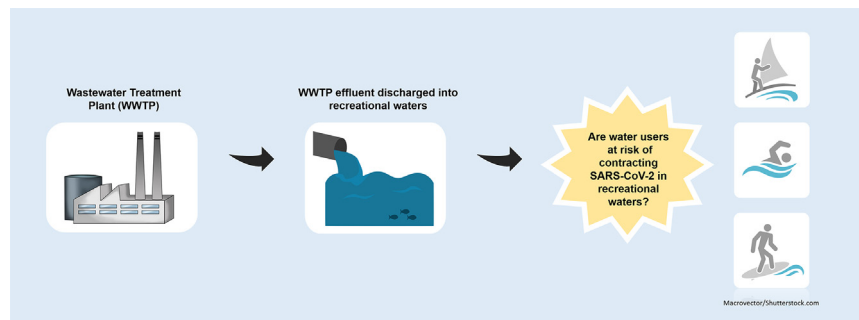 Wastewater Treatment
Plant (WWTP)
WWTP effluent discharged into
recreational waters
Are water users
at risk of
contracting
SARS-CoV-2 in
recreational
waters?
Macrovector/Shutterstock.com